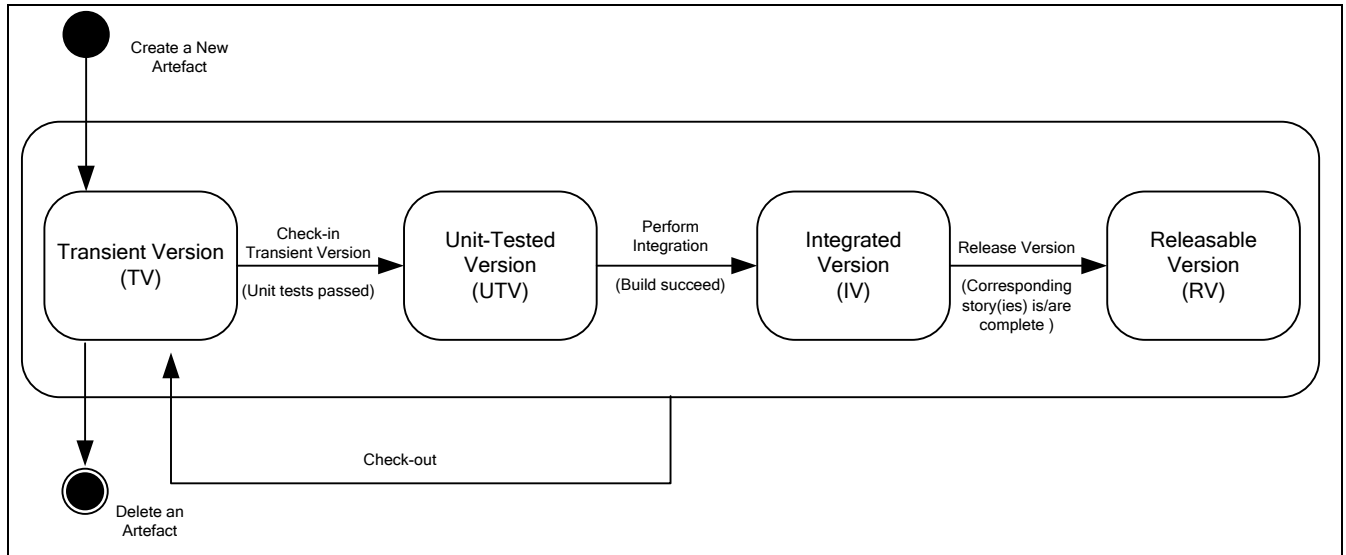 Create a New
Artefact
Transient Version
(TV)
Check-in
Transient Version
(Unit tests passed)
Unit-Tested
Version
(UTV)
Perform
Integration
(Build succeed)
Integrated
Version
(IV)
Release Version
(Corresponding
story(ies) is/are
complete )
Releasable
Version
(RV)
Check-out
Delete an
Artefact